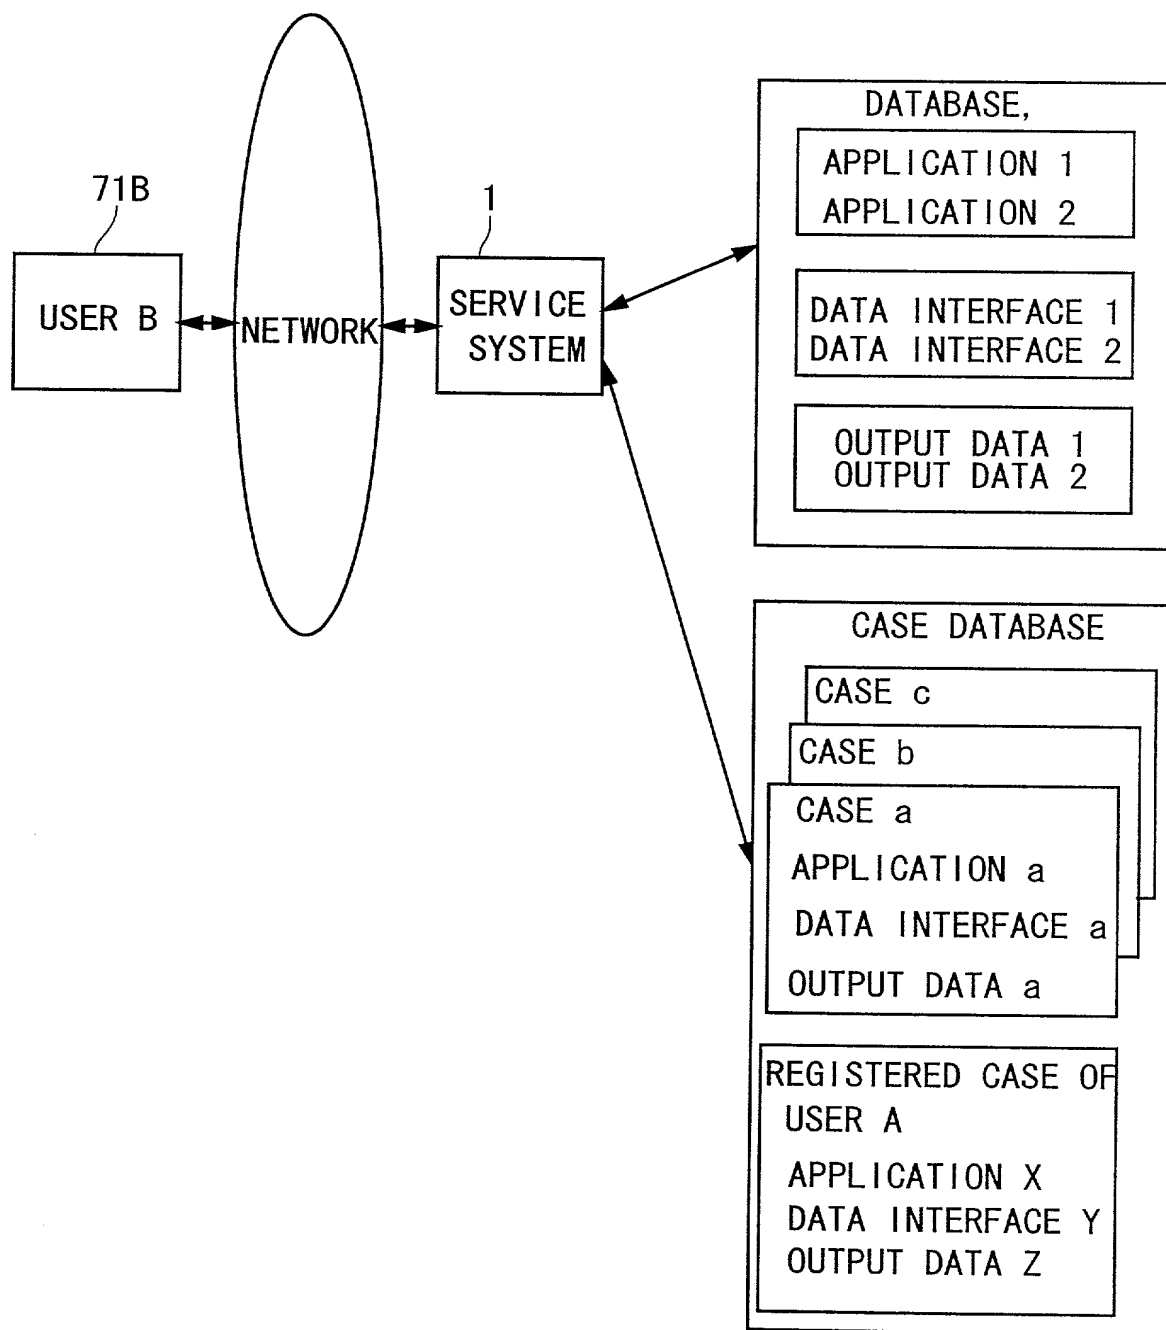 71B
USER B
NETWORK
1
SERVICE
SYSTEM
DATABASE,
APPLICATION 1
APPLICATION 2
DATA INTERFACE 1
DATA INTERFACE 2
OUTPUT DATA 1
OUTPUT DATA 2
CASE DATABASE
CASE c
CASE b
CASE a
APPLICATION a
DATA INTERFACE a
OUTPUT DATA a
REGISTERED CASE OF
USER A
APPLICATION X
DATA INTERFACE Y
OUTPUT DATA Z